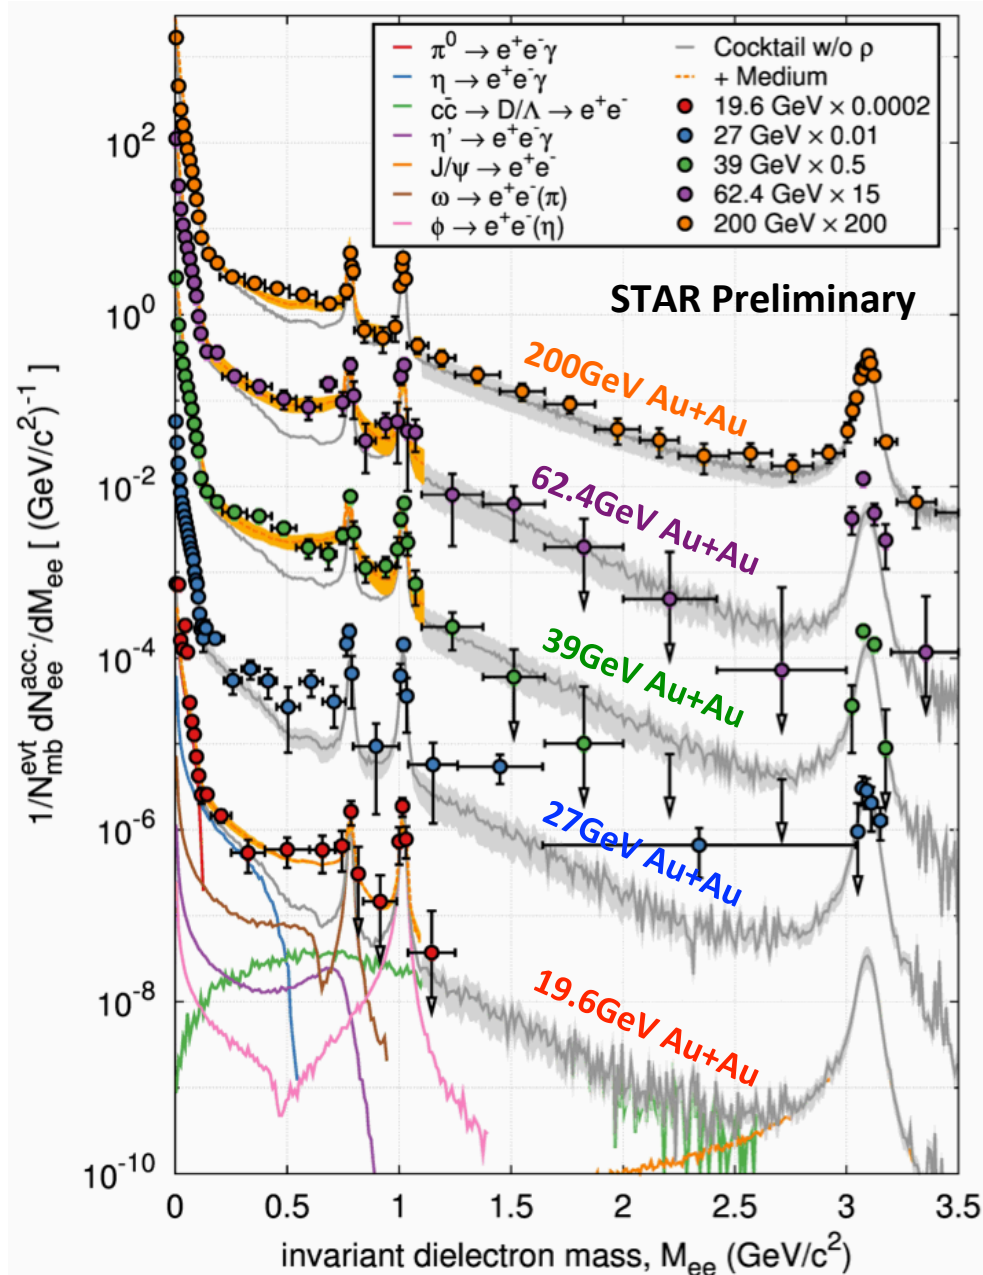 π⁰ → e⁺e⁻γ
η → e⁺e⁻γ
cc̄ → D/Λ → e⁺e⁻
η' → e⁺e⁻γ
J/ψ → e⁺e⁻
ω → e⁺e⁻(π)
ϕ → e⁺e⁻(η)
Cocktail w/o ρ
+ Medium
19.6 GeV × 0.0002
27 GeV × 0.01
39 GeV × 0.5
62.4 GeV × 15
200 GeV × 200
STAR Preliminary
200GeV Au+Au
62.4GeV Au+Au
39GeV Au+Au
27GeV Au+Au
19.6GeV Au+Au
1/N^evt_mb dN^acc._ee/dM_ee [ (GeV/c²)⁻¹ ]
10²
10⁰
10⁻²
10⁻⁴
10⁻⁶
10⁻⁸
10⁻¹⁰
0 0.5 1 1.5 2 2.5 3 3.5
invariant dielectron mass, M_ee (GeV/c²)